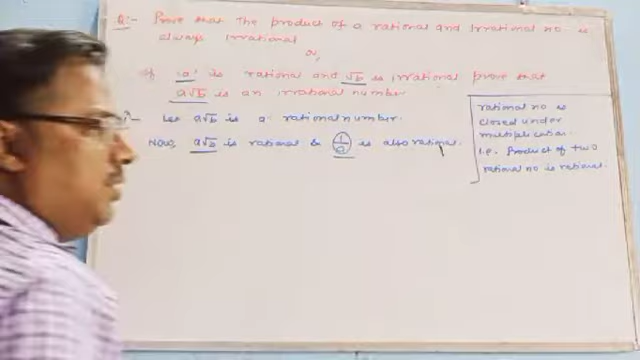 Q:- Prove that the product of a rational and Irrational no. is
always irrational
or,
If 'a' is rational and √b is irrational prove that
a√b is an irrational number
:- Let a√b is a rational number.
Now, a√b is rational & 1/a is also rational.
rational no is
closed under
multiplication.
i.e. Product of two
rational no is rational.